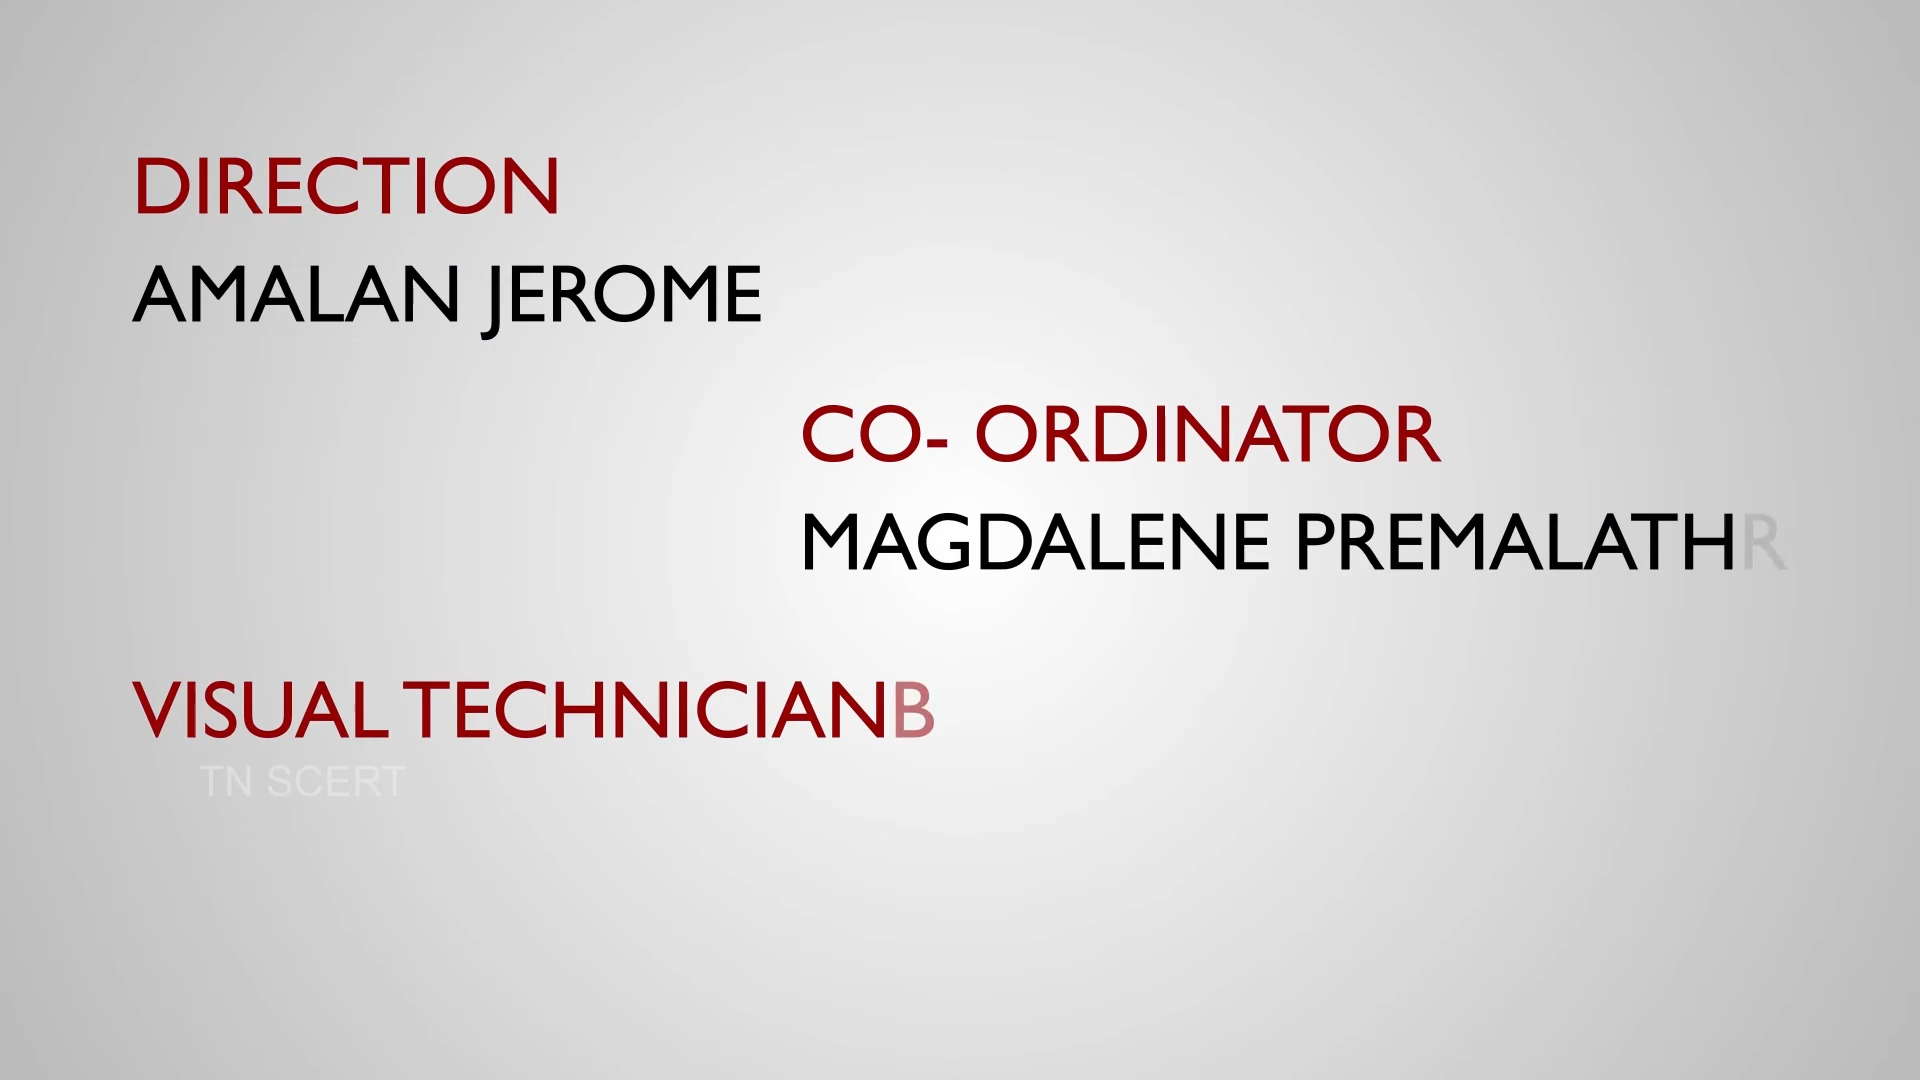 DIRECTION
AMALAN JEROME
CO- ORDINATOR
MAGDALENE PREMALATHR
VISUAL TECHNICIANB
TN SCERT